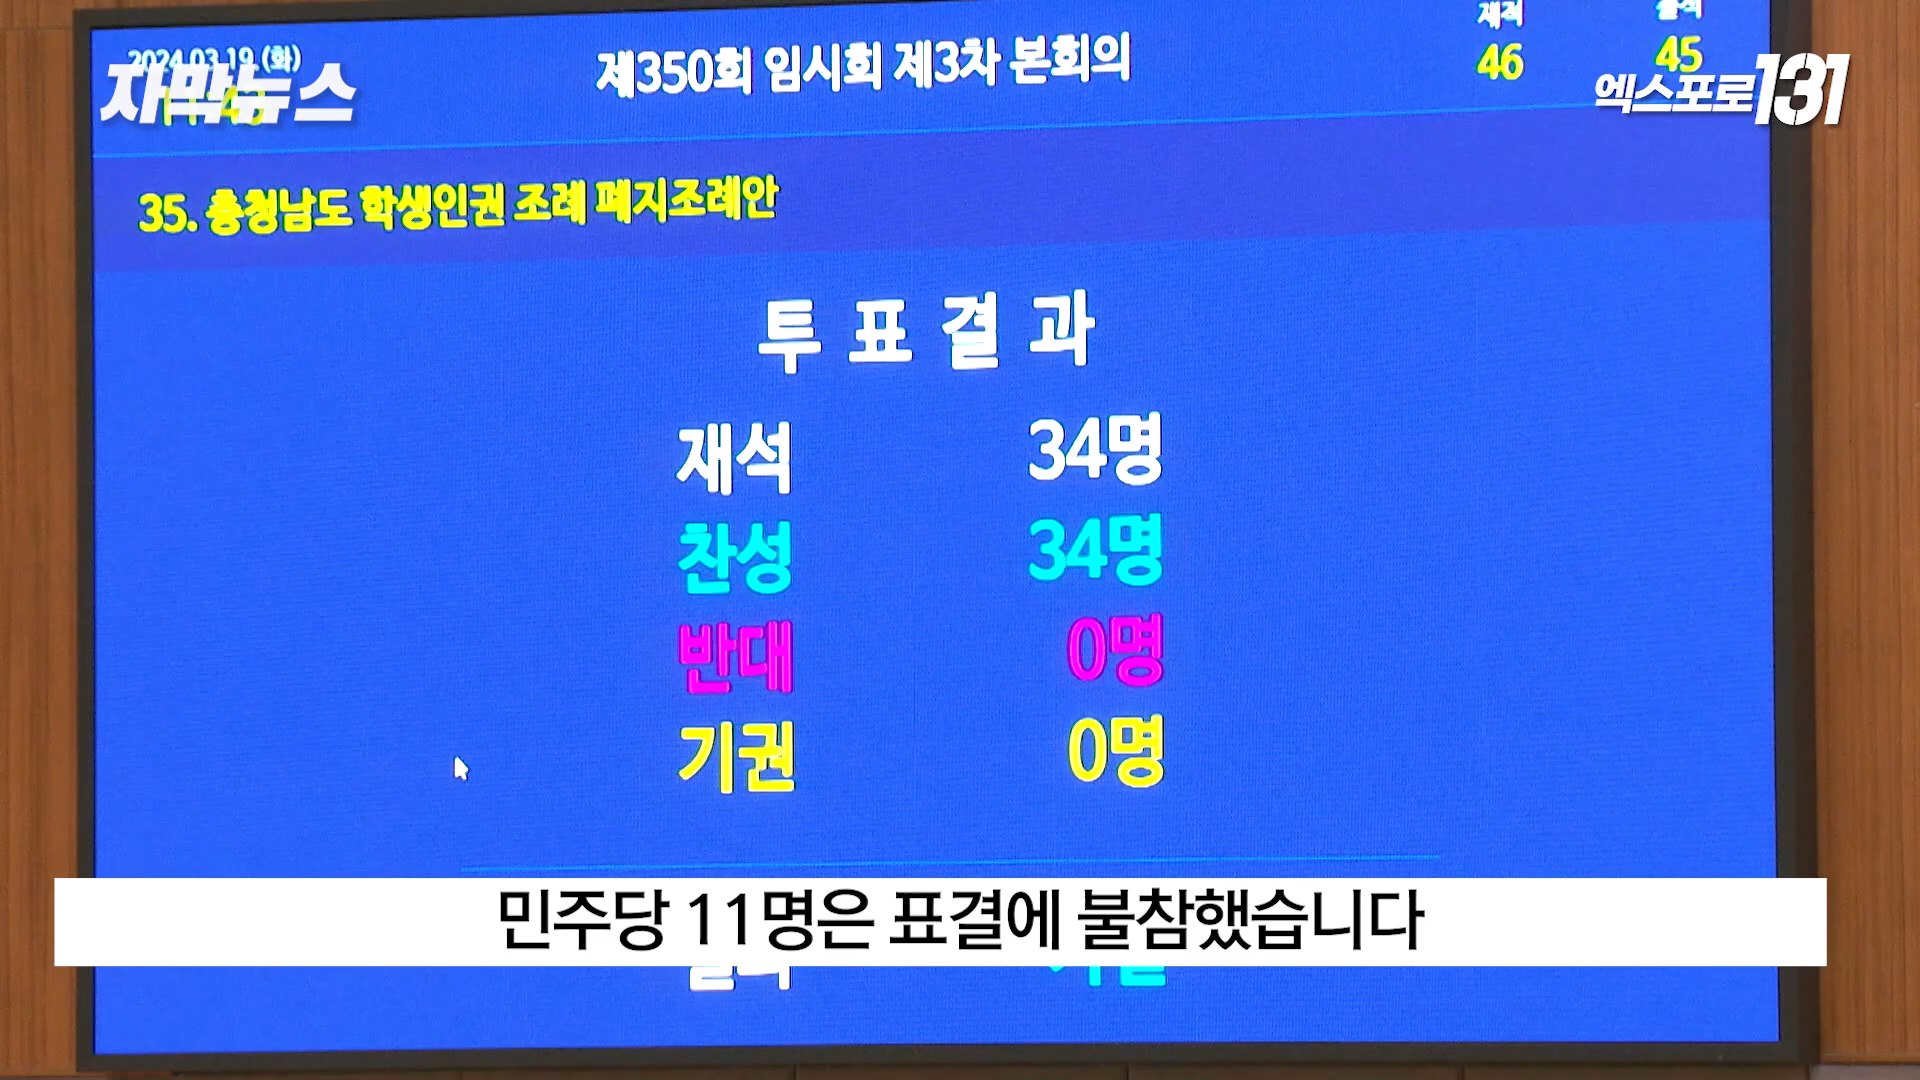 2024.03.19.(화)
자막뉴스
제350회 임시회 제3차 본회의
재적
46
45
엑스포로131
35. 충청남도 학생인권 조례 폐지조례안
투표결과
재석 34명
찬성 34명
반대 0명
기권 0명
민주당 11명은 표결에 불참했습니다